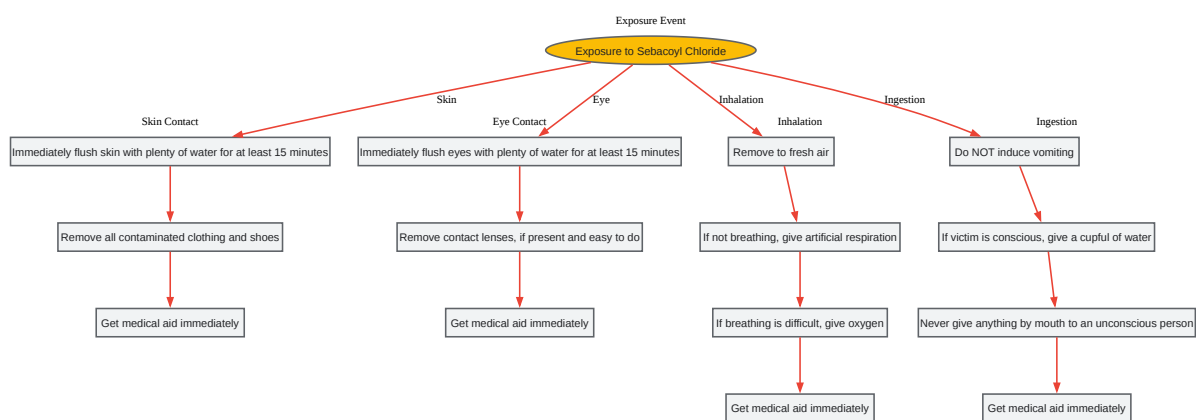 Exposure Event
Exposure to Sebacoyl Chloride
Skin
Eye
Inhalation
Ingestion
Skin Contact
Eye Contact
Inhalation
Ingestion
Immediately flush skin with plenty of water for at least 15 minutes
Immediately flush eyes with plenty of water for at least 15 minutes
Remove to fresh air
Do NOT induce vomiting
Remove all contaminated clothing and shoes
Remove contact lenses, if present and easy to do
If not breathing, give artificial respiration
If victim is conscious, give a cupful of water
Get medical aid immediately
Get medical aid immediately
If breathing is difficult, give oxygen
Never give anything by mouth to an unconscious person
Get medical aid immediately
Get medical aid immediately